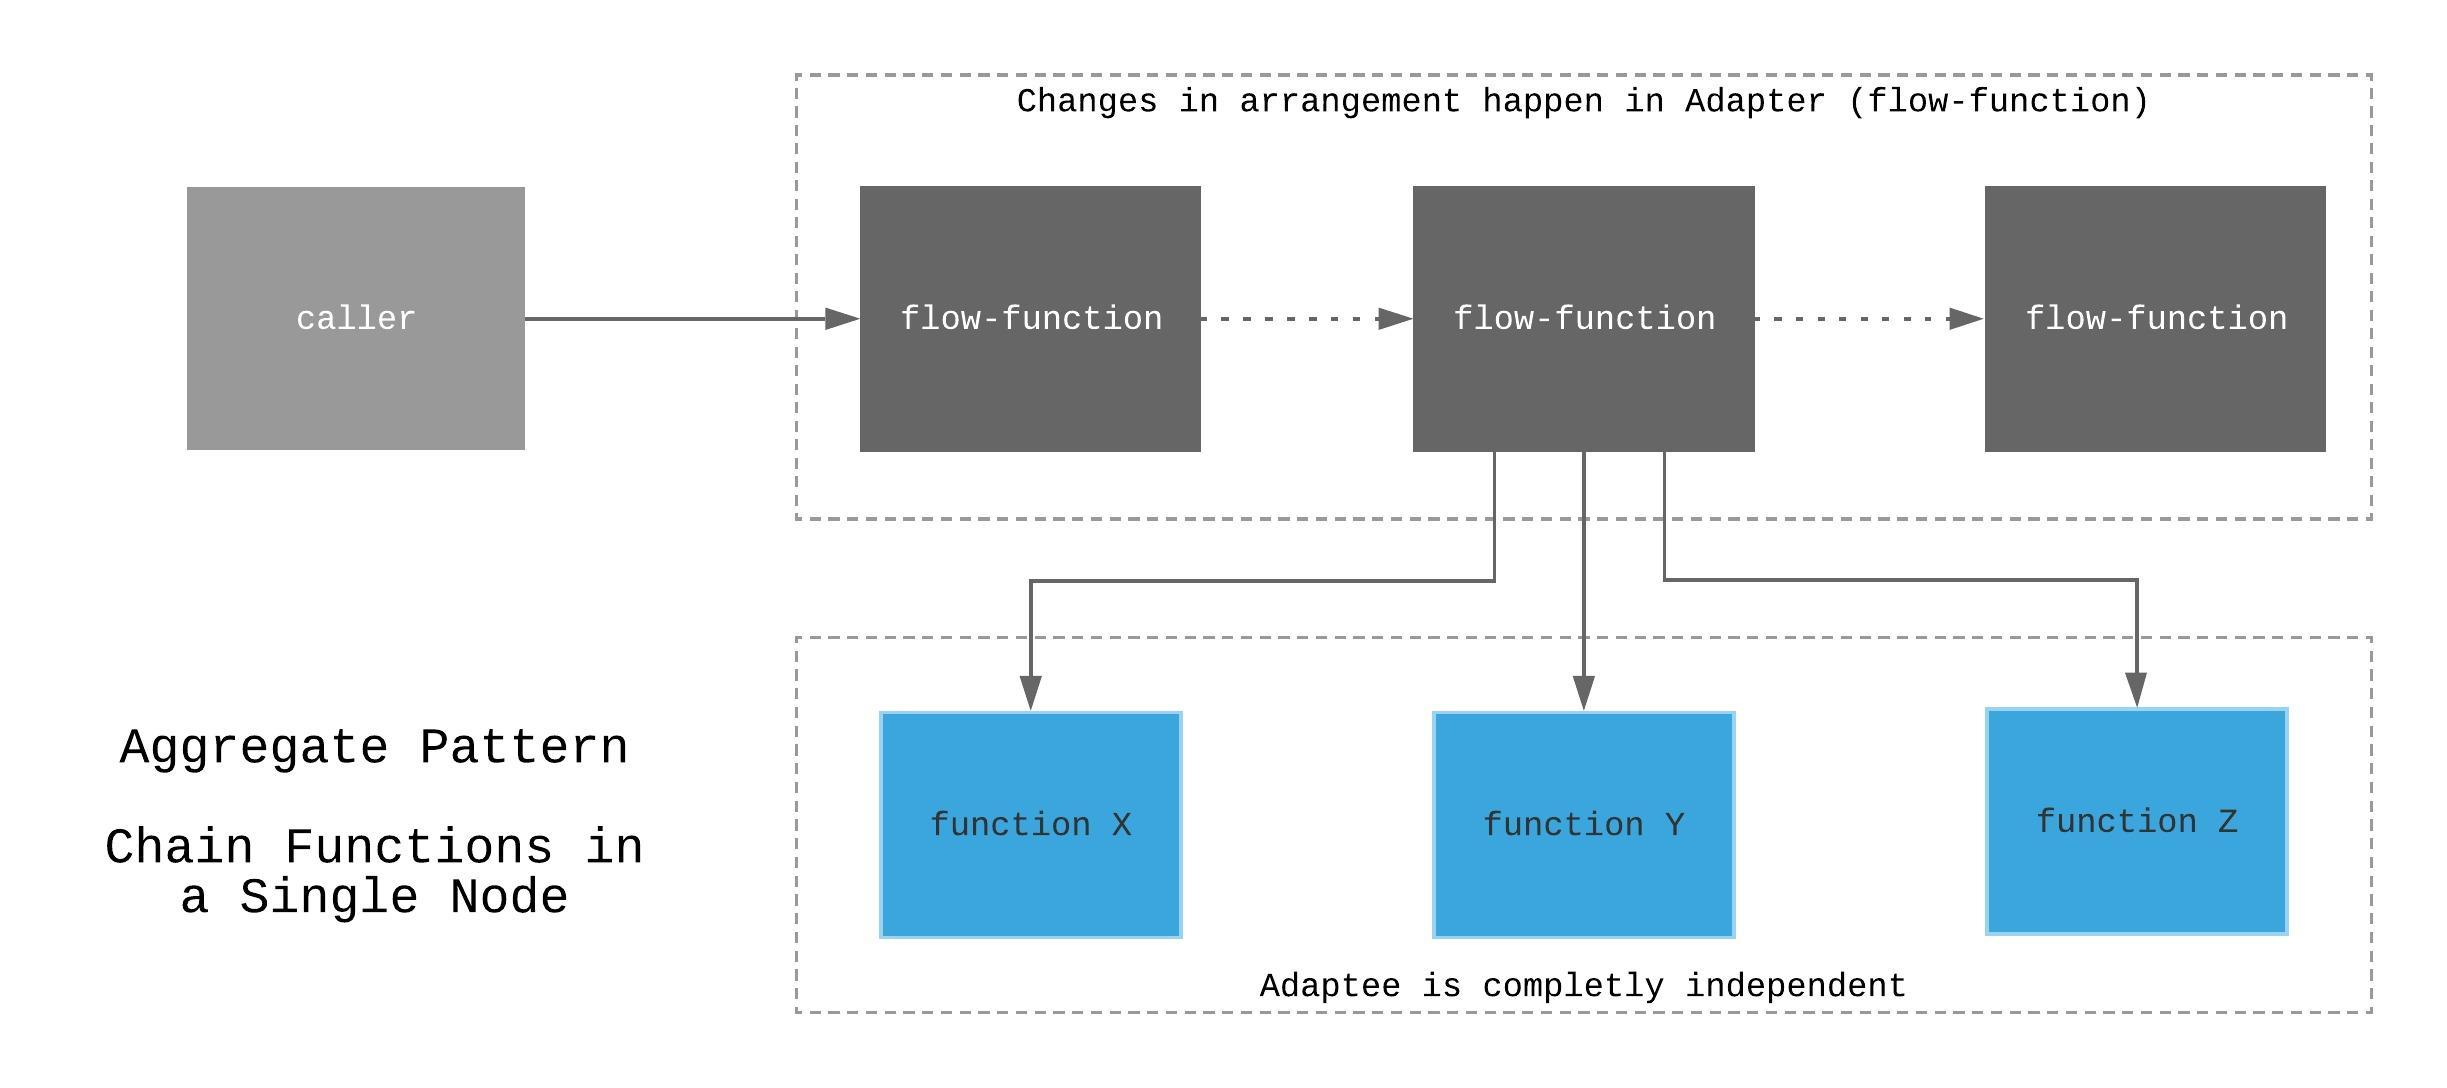 Changes in arrangement happen in Adapter (flow-function)
caller
flow-function
flow-function
flow-function
Aggregate Pattern
Chain Functions in
a Single Node
function X
function Y
function Z
Adaptee is completly independent